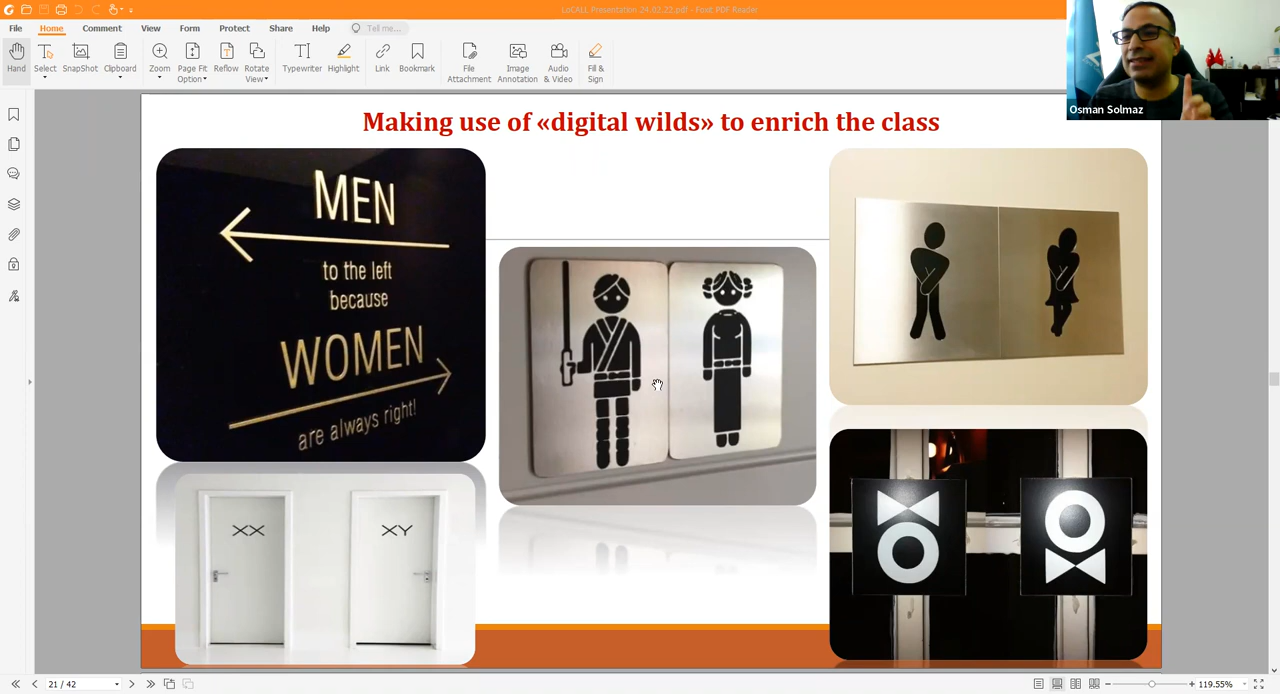 LoCALL Presentation 24.02.22.pdf - Foxit PDF Reader
File Home Comment View Form Protect Share Help Tell me...
Hand Select SnapShot Clipboard Zoom Page Fit Option Reflow Rotate View Typewriter Highlight Link Bookmark File Attachment Image Annotation Audio & Video Fill & Sign
Osman Solmaz
Making use of «digital wilds» to enrich the class
MEN
to the left
because
WOMEN
are always right!
XX XY
21 / 42
119.55%